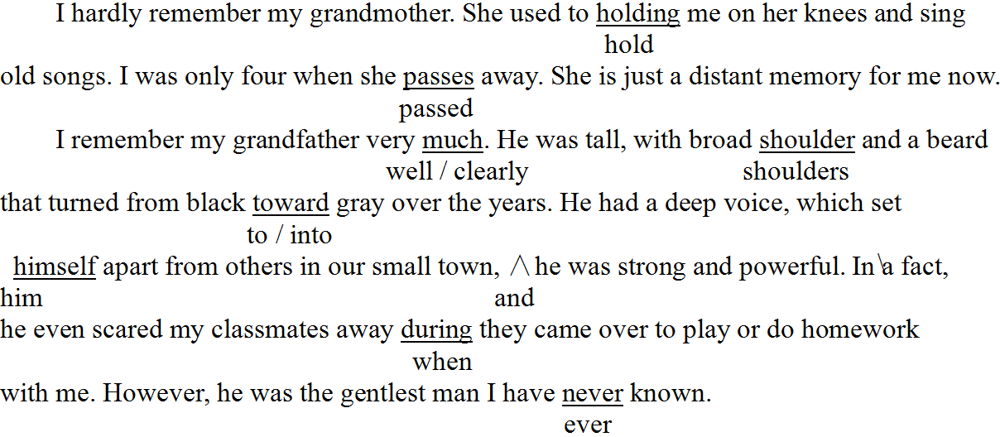 I hardly remember my grandmother. She used to holding me on her knees and sing
hold
old songs. I was only four when she passes away. She is just a distant memory for me now.
passed
I remember my grandfather very much. He was tall, with broad shoulder and a beard
well / clearly shoulders
that turned from black toward gray over the years. He had a deep voice, which set
to / into
himself apart from others in our small town, ∧ he was strong and powerful. In \a fact,
him and
he even scared my classmates away during they came over to play or do homework
when
with me. However, he was the gentlest man I have never known.
ever